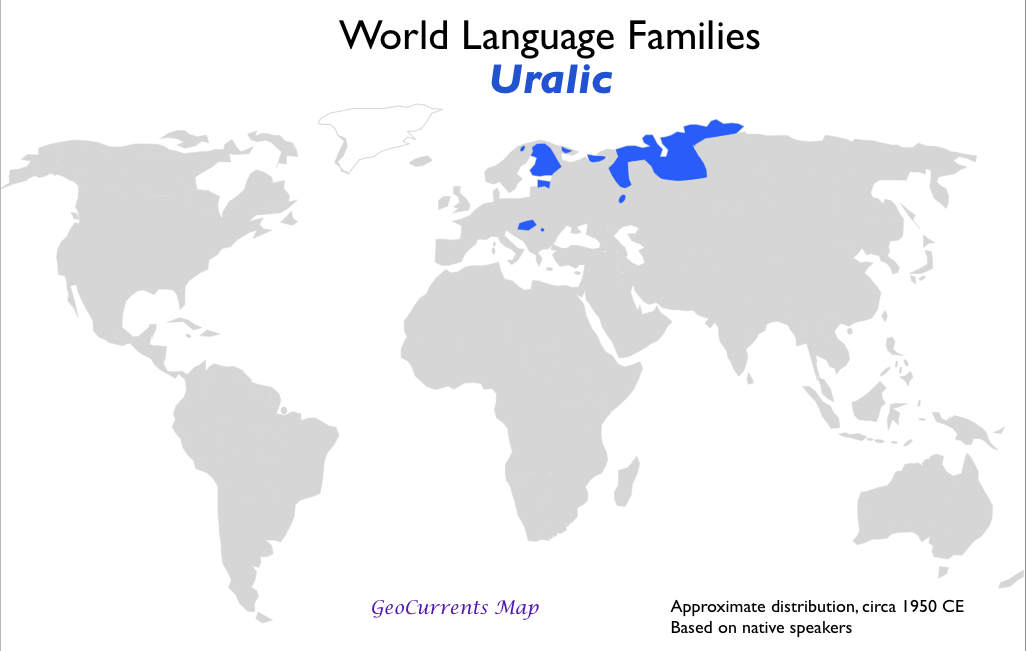 World Language Families
Uralic
GeoCurrents Map
Approximate distribution, circa 1950 CE
Based on native speakers